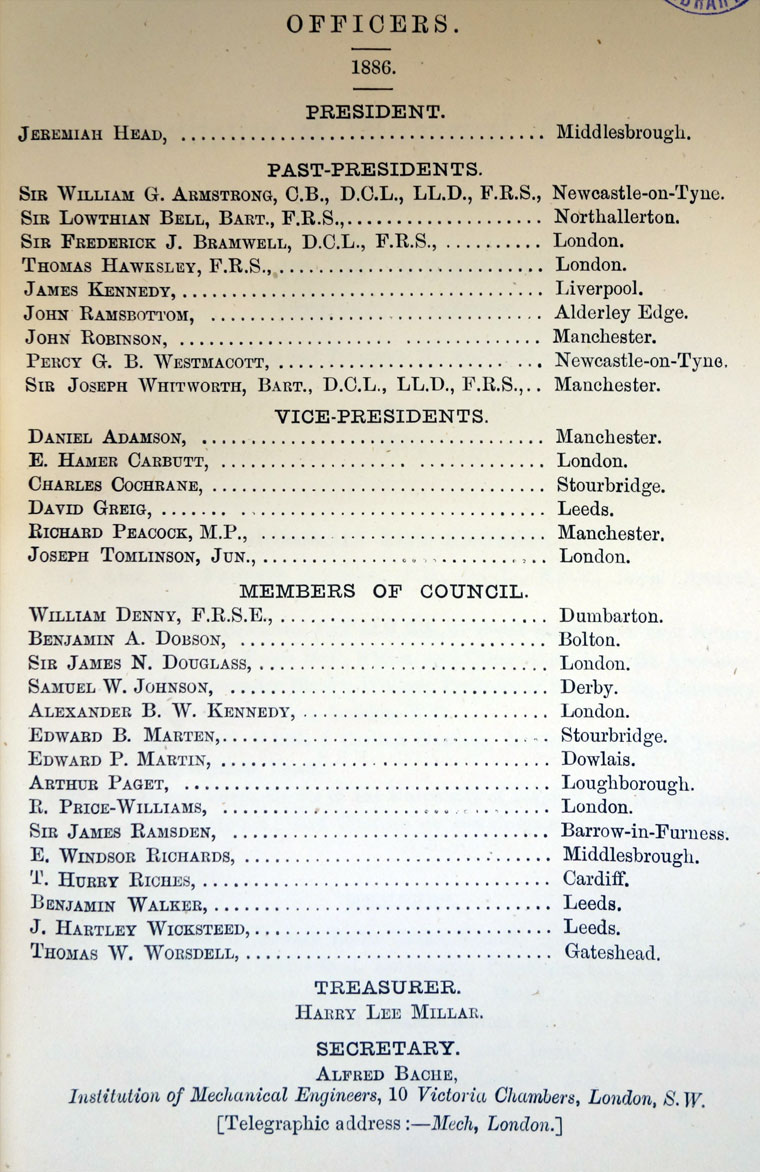 OFFICERS.
1886.
PRESIDENT.
JEREMIAH HEAD, .................................... Middlesbrough.
PAST-PRESIDENTS.
SIR WILLIAM G. ARMSTRONG, C.B., D.C.L., LL.D., F.R.S., Newcastle-on-Tyne.
SIR LOWTHIAN BELL, BART., F.R.S.,.................... Northallerton.
SIR FREDERICK J. BRAMWELL, D.C.L., F.R.S., .......... London.
THOMAS HAWKSLEY, F.R.S., ........................... London.
JAMES KENNEDY, .................................... Liverpool.
JOHN RAMSBOTTOM, ................................. Alderley Edge.
JOHN ROBINSON, .................................... Manchester.
PERCY G. B. WESTMACOTT, .......................... Newcastle-on-Tyne.
SIR JOSEPH WHITWORTH, BART., D.C.L., LL.D., F.R.S.,.. Manchester.
VICE-PRESIDENTS.
DANIEL ADAMSON, .................................. Manchester.
E. HAMER CARBUTT, ................................ London.
CHARLES COCHRANE, ................................. Stourbridge.
DAVID GREIG, ...................................... Leeds.
RICHARD PEACOCK, M.P., ............................ Manchester.
JOSEPH TOMLINSON, JUN., ............................ London.
MEMBERS OF COUNCIL.
WILLIAM DENNY, F.R.S.E., ........................... Dumbarton.
BENJAMIN A. DOBSON, ............................... Bolton.
SIR JAMES N. DOUGLASS, ............................. London.
SAMUEL W. JOHNSON, ................................ Derby.
ALEXANDER B. W. KENNEDY, ......................... London.
EDWARD B. MARTEN,................................. Stourbridge.
EDWARD P. MARTIN, ................................. Dowlais.
ARTHUR PAGET, ..................................... Loughborough.
R. PRICE-WILLIAMS, ................................. London.
SIR JAMES RAMSDEN, ................................ Barrow-in-Furness.
E. WINDSOR RICHARDS, ............................... Middlesbrough.
T. HURRY RICHES, ................................... Cardiff.
BENJAMIN WALKER, .................................. Leeds.
J. HARTLEY WICKSTEED,.............................. Leeds.
THOMAS W. WORSDELL, ............................... Gateshead.
TREASURER.
HARRY LEE MILLAR.
SECRETARY.
ALFRED BACHE,
Institution of Mechanical Engineers, 10 Victoria Chambers, London, S.W.
[Telegraphic address :—Mech, London.]